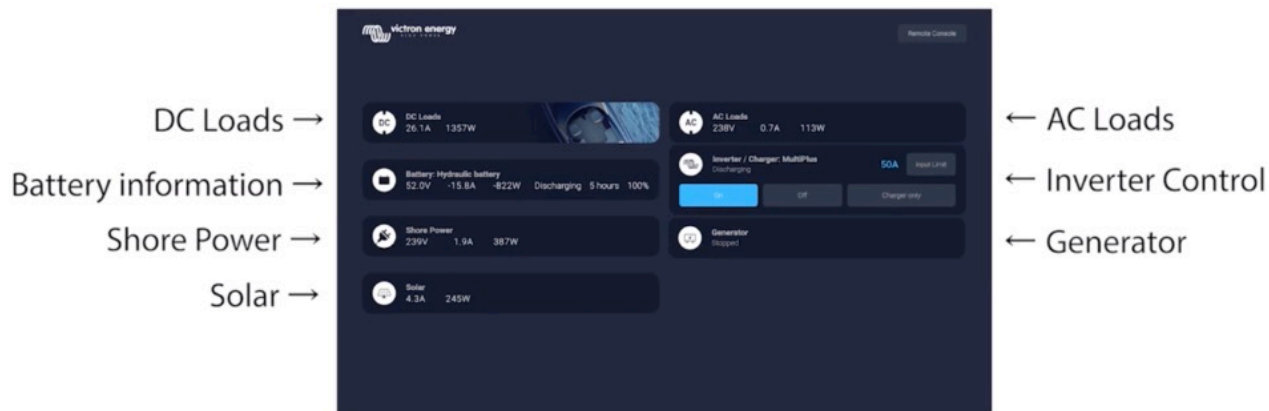 victron energy
BLUE POWER
Remote Console
DC Loads →
DC
DC Loads
26.1A 1357W
Battery information →
Battery: Hydraulic battery
52.0V -15.8A -822W Discharging 5 hours 100%
Shore Power →
Shore Power
239V 1.9A 387W
Solar →
Solar
4.3A 245W
AC
AC Loads
238V 0.7A 113W
← AC Loads
Inverter / Charger: MultiPlus
Discharging
50A Input Limit
On Off Charger only
← Inverter Control
Generator
Stopped
← Generator